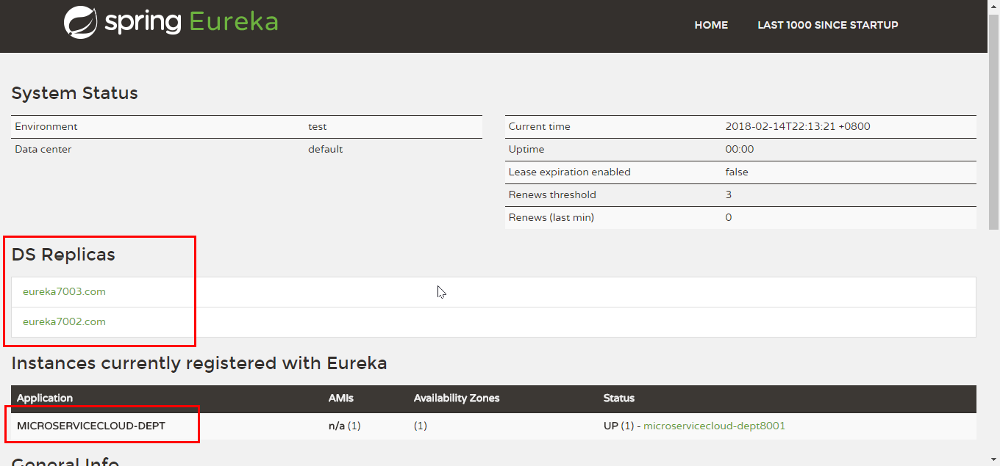 spring Eureka
HOME LAST 1000 SINCE STARTUP
System Status
Environment test
Data center default
Current time 2018-02-14T22:13:21 +0800
Uptime 00:00
Lease expiration enabled false
Renews threshold 3
Renews (last min) 0
DS Replicas
eureka7003.com
eureka7002.com
Instances currently registered with Eureka
Application AMIs Availability Zones Status
MICROSERVICECLOUD-DEPT n/a (1) (1) UP (1) - microservicecloud-dept8001
General Info